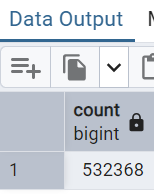 Data Output
count
bigint
1 532368